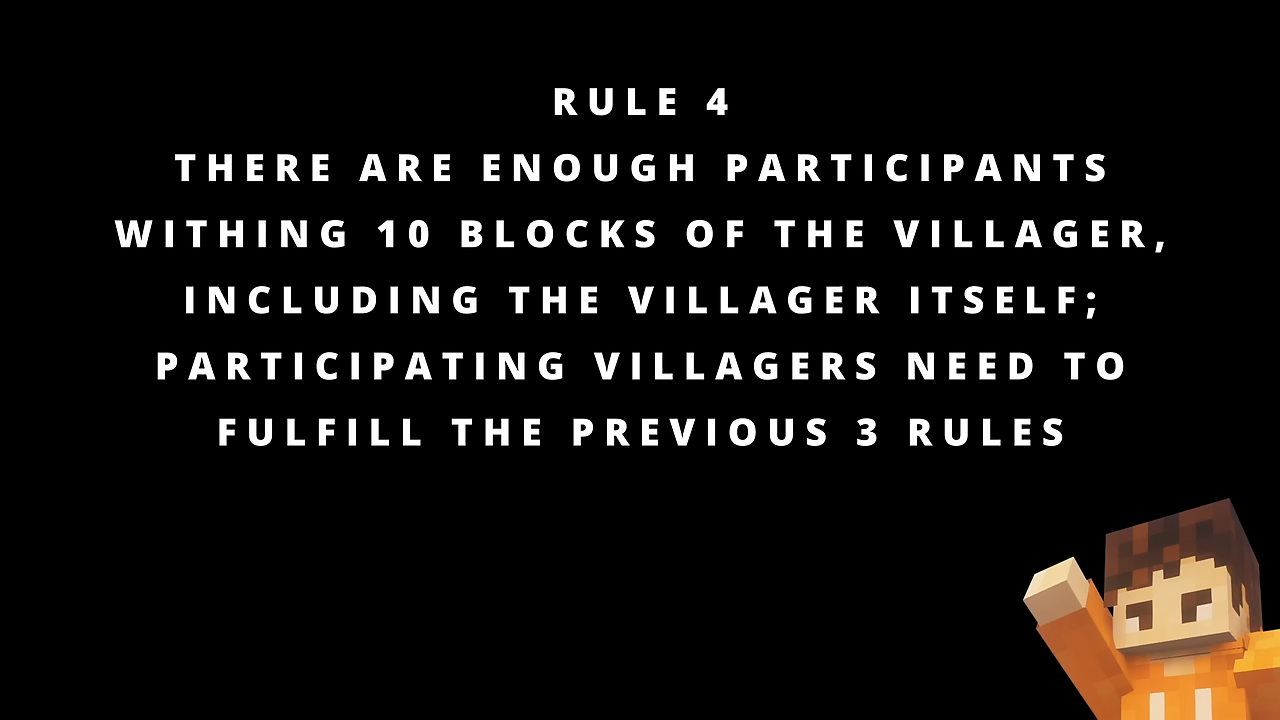 RULE 4
THERE ARE ENOUGH PARTICIPANTS
WITHING 10 BLOCKS OF THE VILLAGER,
INCLUDING THE VILLAGER ITSELF;
PARTICIPATING VILLAGERS NEED TO
FULFILL THE PREVIOUS 3 RULES